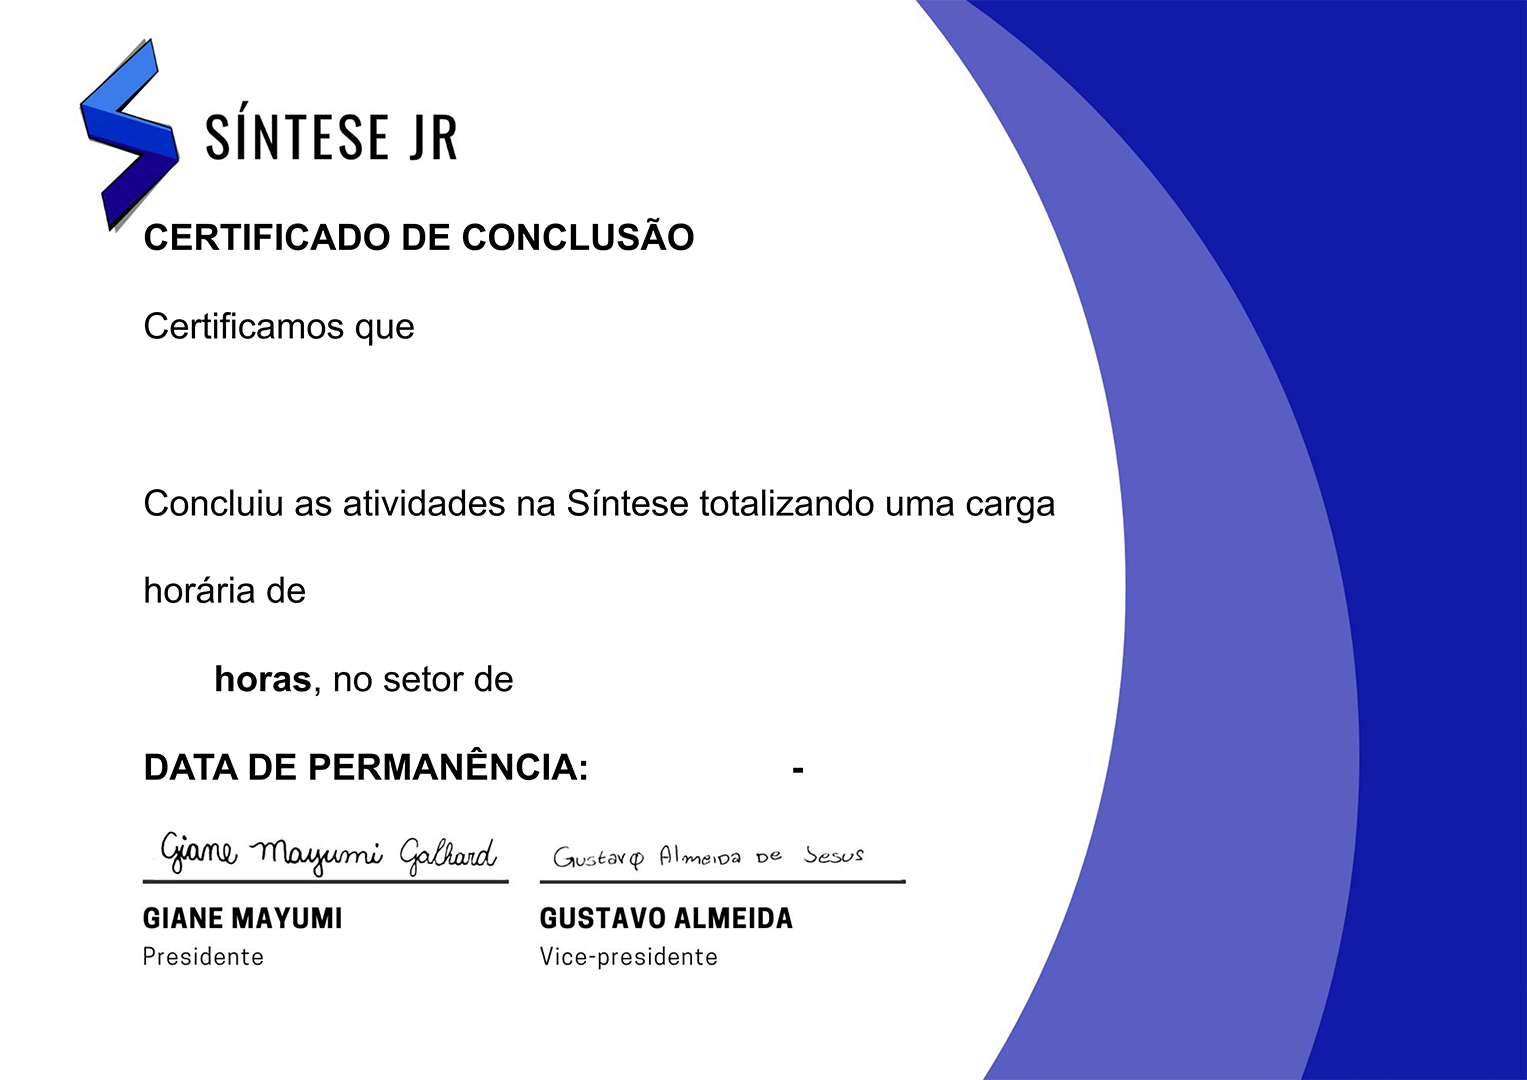 SÍNTESE JR
CERTIFICADO DE CONCLUSÃO
Certificamos que
Concluiu as atividades na Síntese totalizando uma carga
horária de
horas, no setor de
DATA DE PERMANÊNCIA: -
Giane Mayumi Galhard Gustavo Almeida De Jesus
GIANE MAYUMI GUSTAVO ALMEIDA
Presidente Vice-presidente